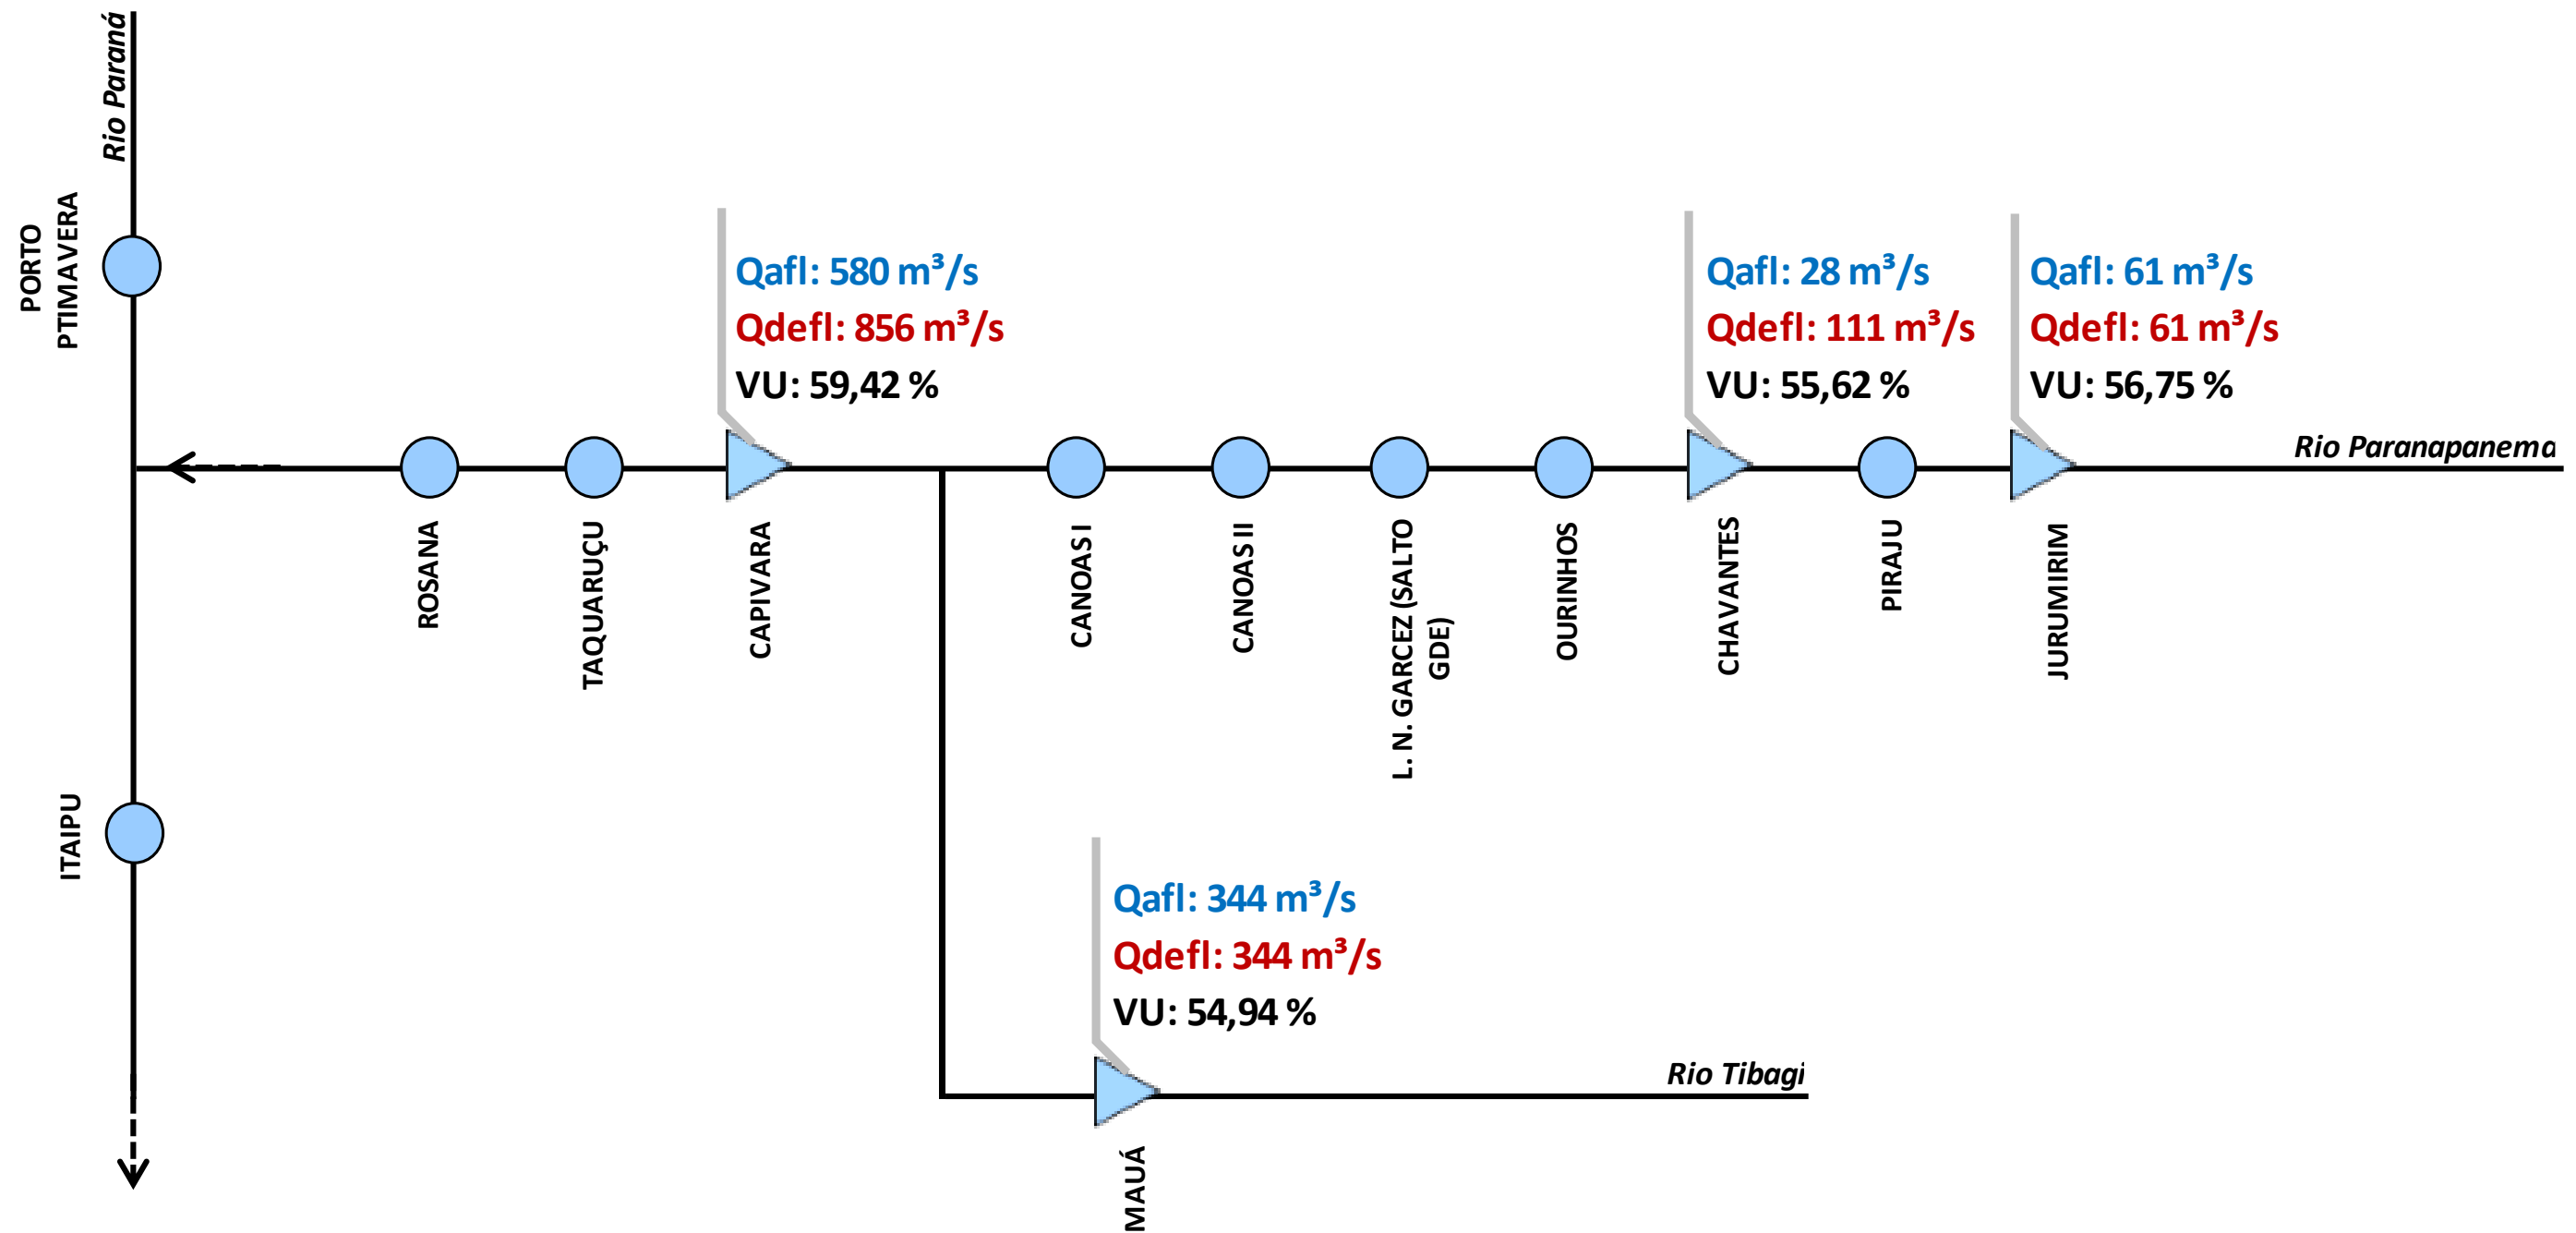 Rio Paraná
PORTO
PTIMAVERA
Qafl: 580 m³/s
Qdefl: 856 m³/s
VU: 59,42 %
Qafl: 28 m³/s
Qdefl: 111 m³/s
VU: 55,62 %
Qafl: 61 m³/s
Qdefl: 61 m³/s
VU: 56,75 %
Rio Paranapanema
ROSANA
TAQUARUÇU
CAPIVARA
CANOAS I
CANOAS II
L. N. GARCEZ (SALTO
GDE)
OURINHOS
CHAVANTES
PIRAJU
JURUMIRIM
ITAIPU
Qafl: 344 m³/s
Qdefl: 344 m³/s
VU: 54,94 %
Rio Tibagi
MAUÁ